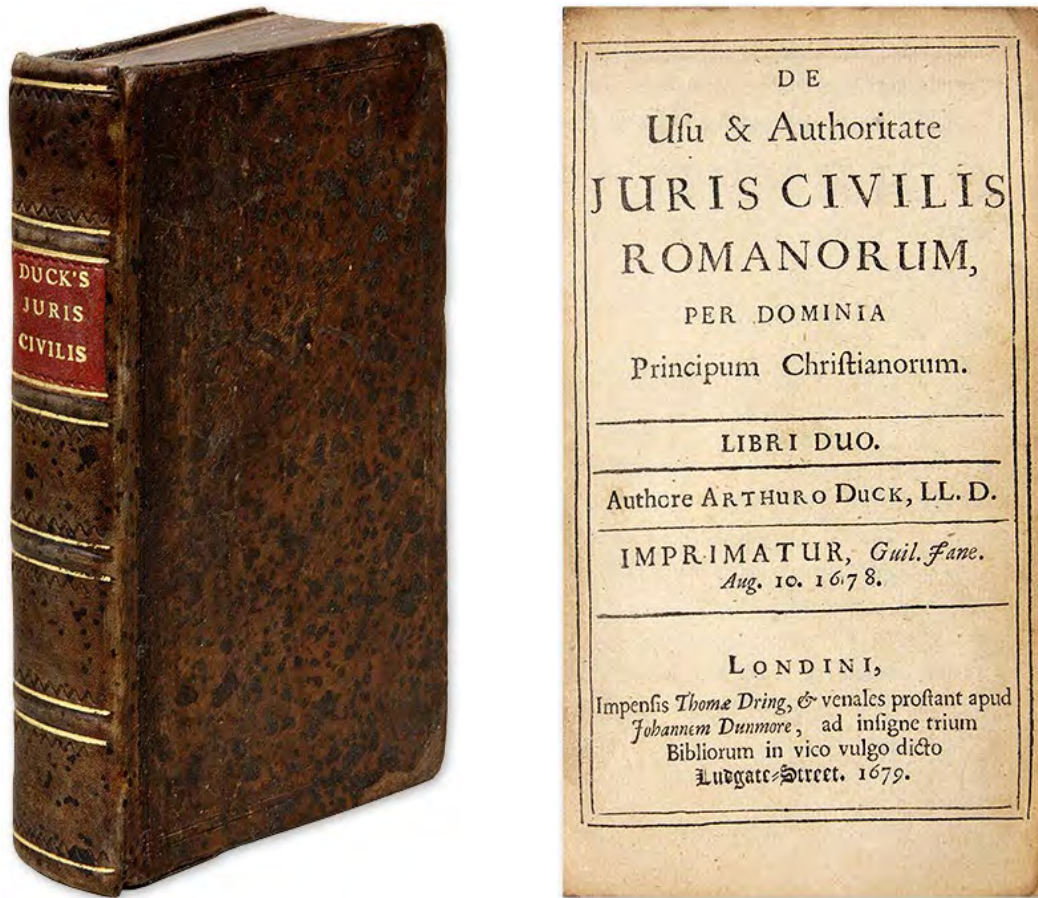 DUCK'S
JURIS
CIVILIS
DE
Uſu & Authoritate
JURIS CIVILIS
ROMANORUM,
PER DOMINIA
Principum Chriſtianorum.
LIBRI DUO.
Authore ARTHURO DUCK, LL. D.
IMPRIMATUR, Guil. Jane.
Aug. 10. 1678.
LONDINI,
Impenſis Thomæ Dring, & venales proſtant apud
Johannem Dunmore, ad inſigne trium
Bibliorum in vico vulgo dicto
Ludgate-Street. 1679.